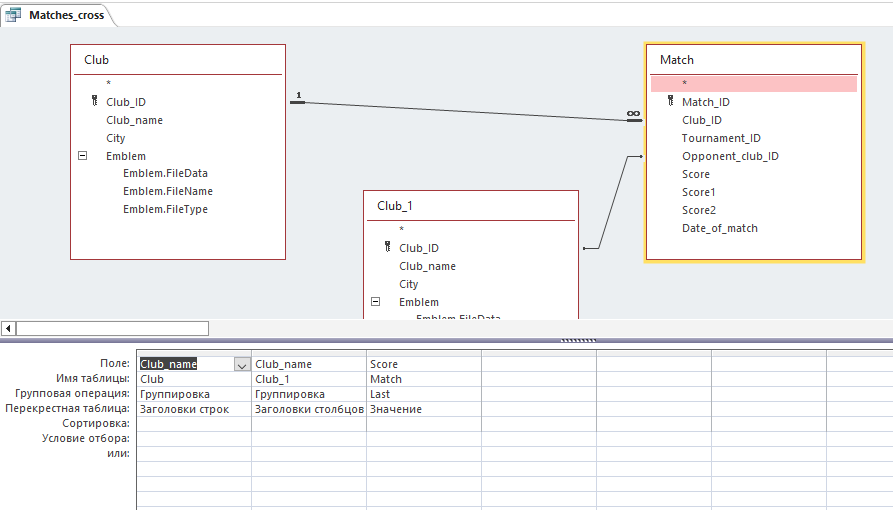 Matches_cross
Club
*
Club_ID
Club_name
City
Emblem
Emblem.FileData
Emblem.FileName
Emblem.FileType
1
∞
Match
*
Match_ID
Club_ID
Tournament_ID
Opponent_club_ID
Score
Score1
Score2
Date_of_match
Club_1
*
Club_ID
Club_name
City
Emblem
Emblem.FileData
Поле: Club_name Club_name Score
Имя таблицы: Club Club_1 Match
Групповая операция: Группировка Группировка Last
Перекрестная таблица: Заголовки строк Заголовки столбцов Значение
Сортировка:
Условие отбора:
или: